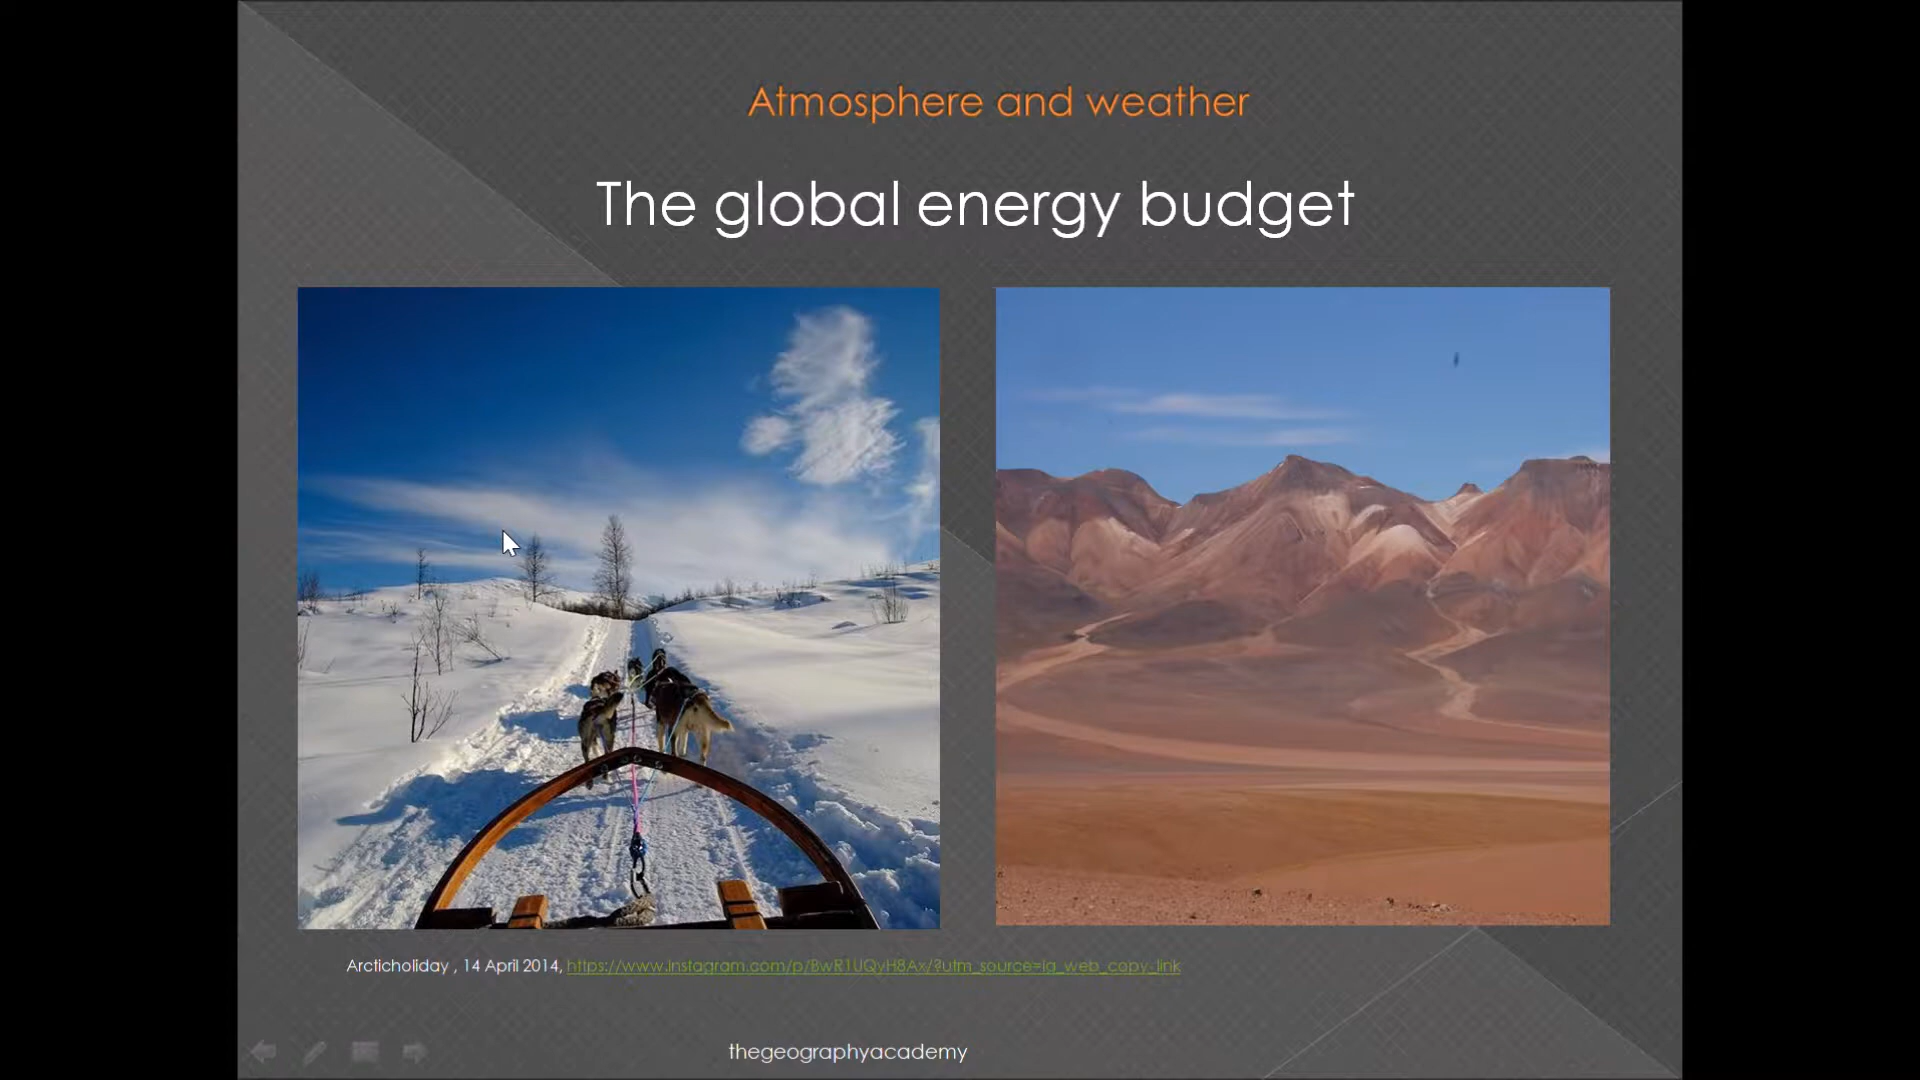 Atmosphere and weather
The global energy budget
Arcticholiday , 14 April 2014, https://www.instagram.com/p/BwR1UQyH8Ax/?utm_source=ig_web_copy_link
thegeographyacademy